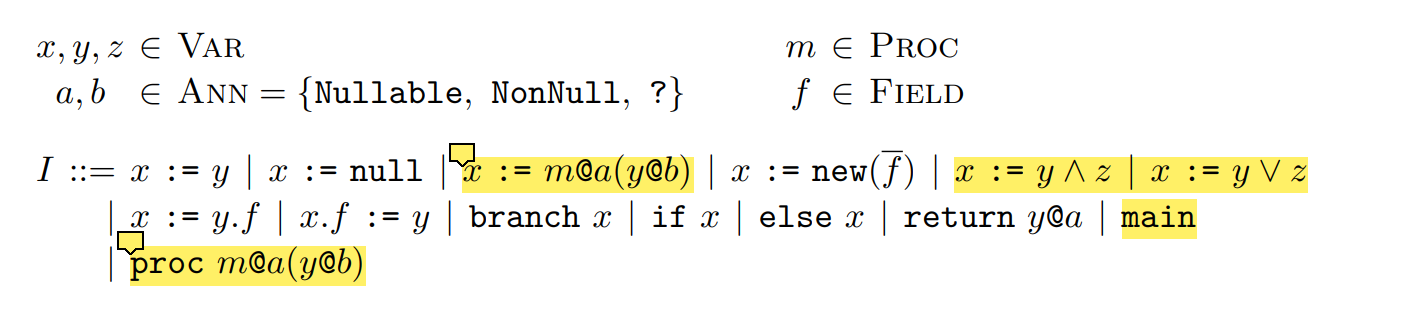 x, y, z ∈ VAR m ∈ PROC
a, b ∈ ANN = {Nullable, NonNull, ?} f ∈ FIELD
I ::= x := y | x := null | x := m@a(y@b) | x := new(f̅) | x := y ∧ z | x := y ∨ z
| x := y.f | x.f := y | branch x | if x | else x | return y@a | main
| proc m@a(y@b)